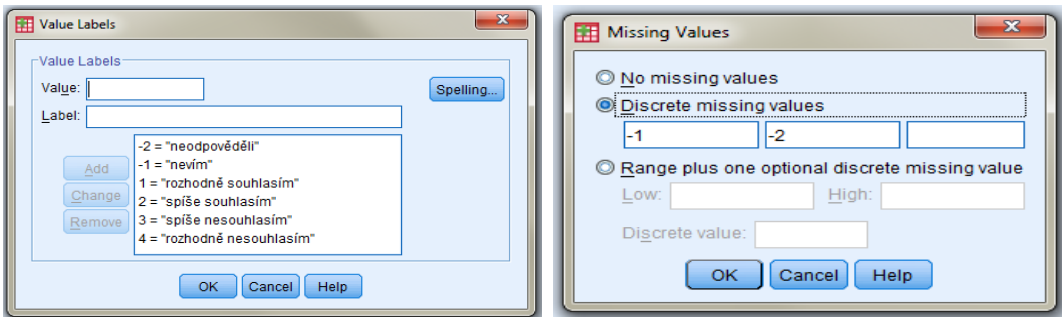 Value Labels
Value Labels
Value:
Spelling...
Label:
-2 = "neodpověděli"
-1 = "nevím"
1 = "rozhodně souhlasím"
2 = "spíše souhlasím"
3 = "spíše nesouhlasím"
4 = "rozhodně nesouhlasím"
Add
Change
Remove
OK Cancel Help
Missing Values
No missing values
Discrete missing values
-1 -2
Range plus one optional discrete missing value
Low: High:
Discrete value:
OK Cancel Help